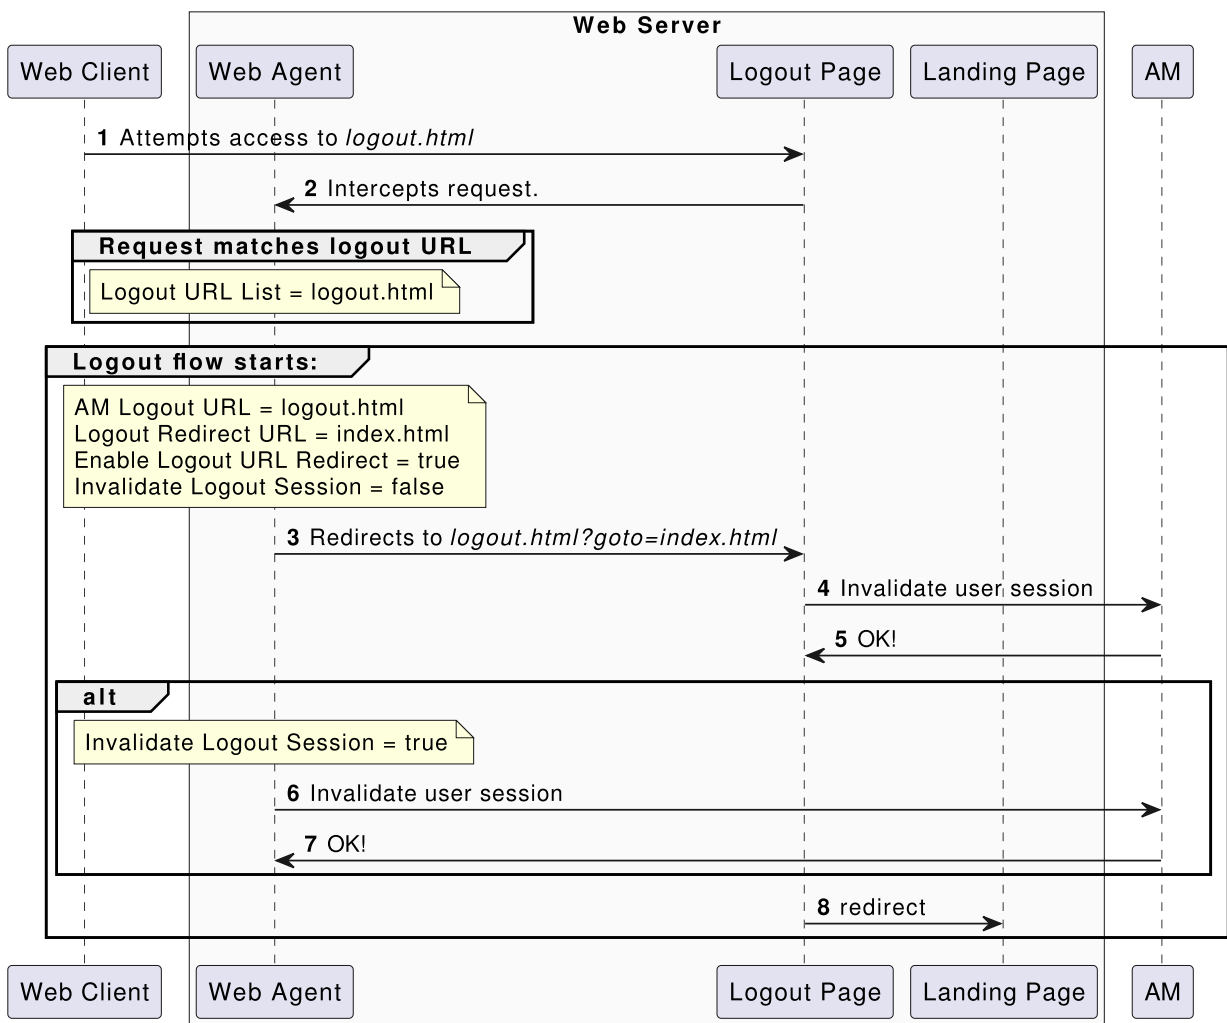 Web Server
Web Client
Web Agent
Logout Page
Landing Page
AM
1 Attempts access to logout.html
2 Intercepts request.
Request matches logout URL
Logout URL List = logout.html
Logout flow starts:
AM Logout URL = logout.html
Logout Redirect URL = index.html
Enable Logout URL Redirect = true
Invalidate Logout Session = false
3 Redirects to logout.html?goto=index.html
4 Invalidate user session
5 OK!
alt
Invalidate Logout Session = true
6 Invalidate user session
7 OK!
8 redirect
Web Client
Web Agent
Logout Page
Landing Page
AM